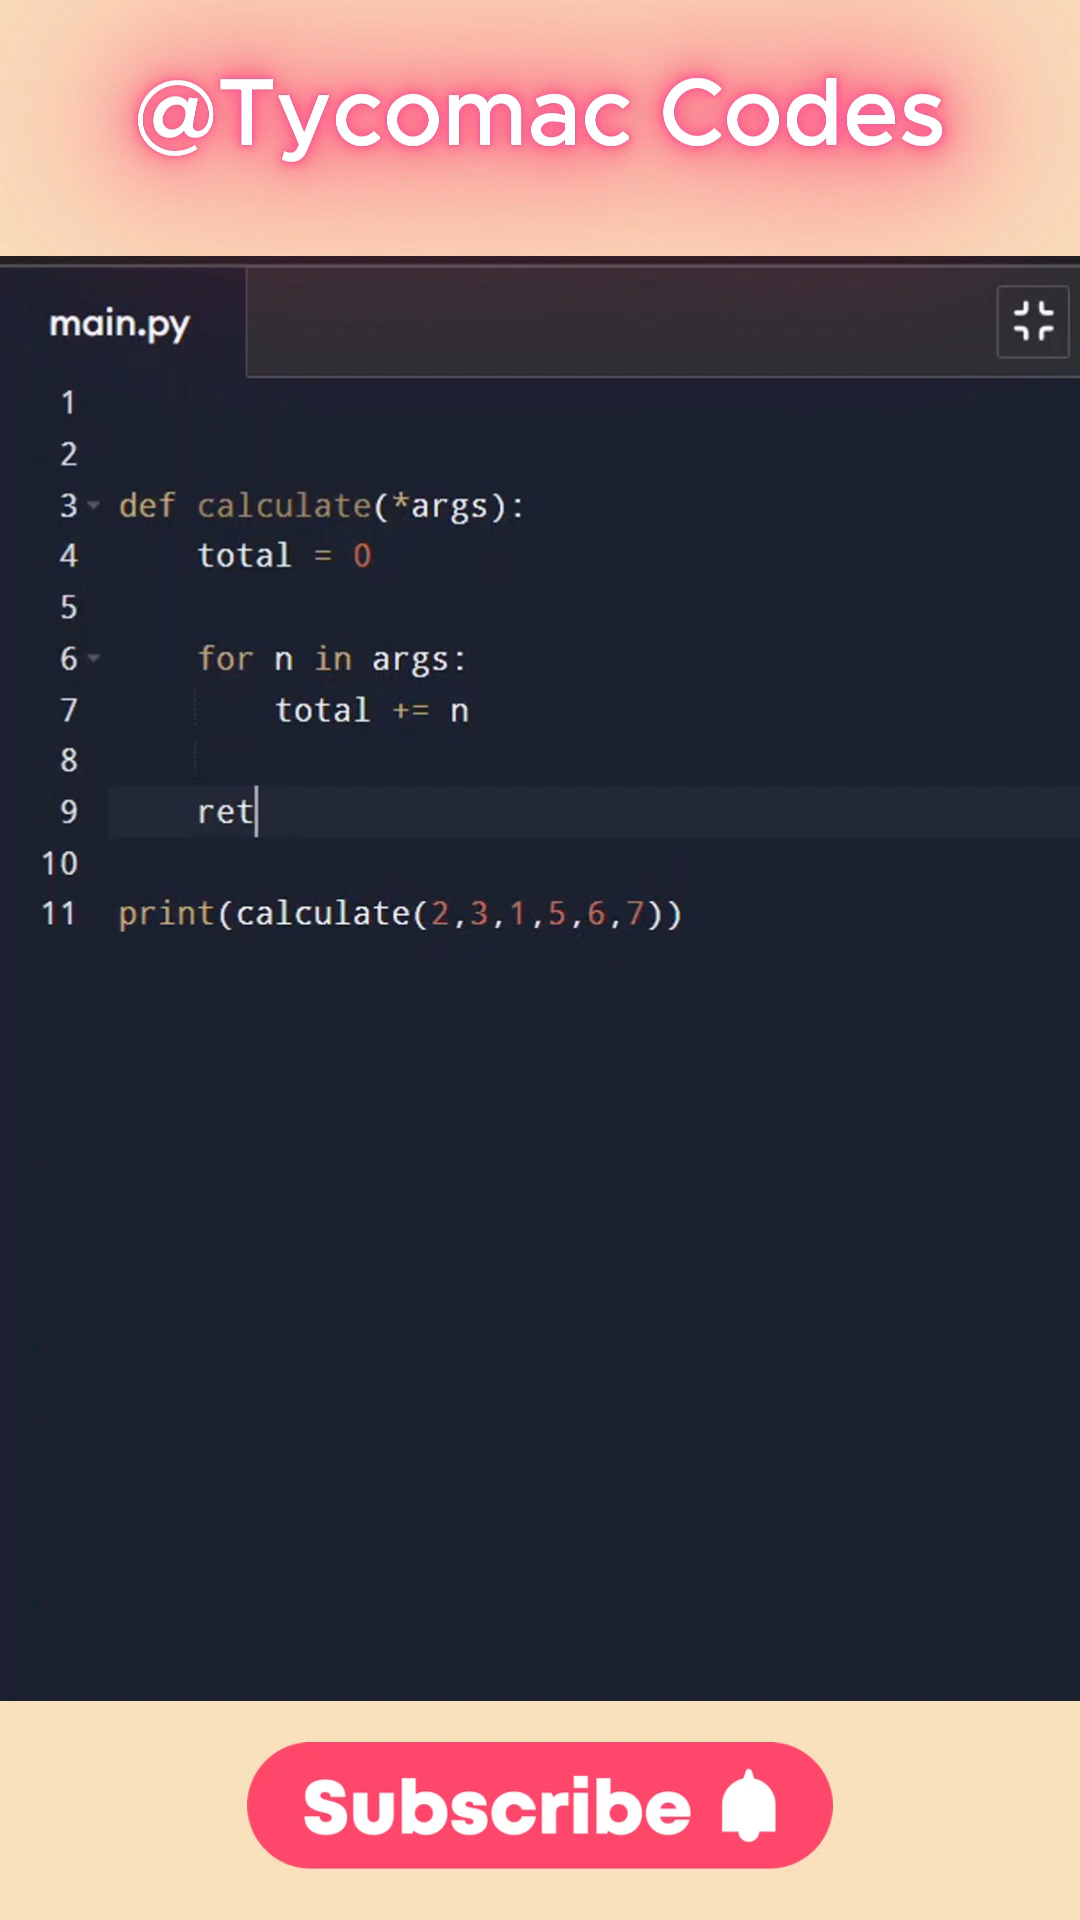 @Tycomac Codes
main.py
1
2
3 def calculate(*args):
4     total = 0
5
6     for n in args:
7         total += n
8
9     ret
10
11 print(calculate(2,3,1,5,6,7))
Subscribe